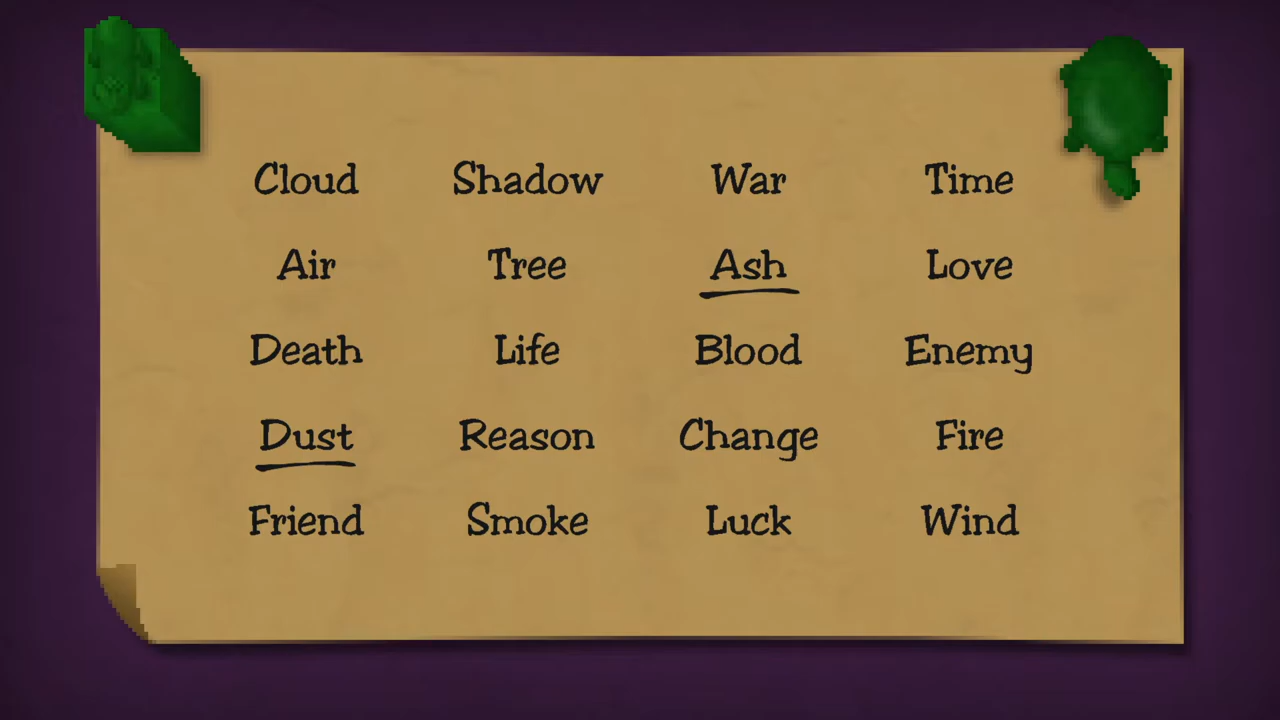 Cloud Shadow War Time
Air Tree Ash Love
Death Life Blood Enemy
Dust Reason Change Fire
Friend Smoke Luck Wind